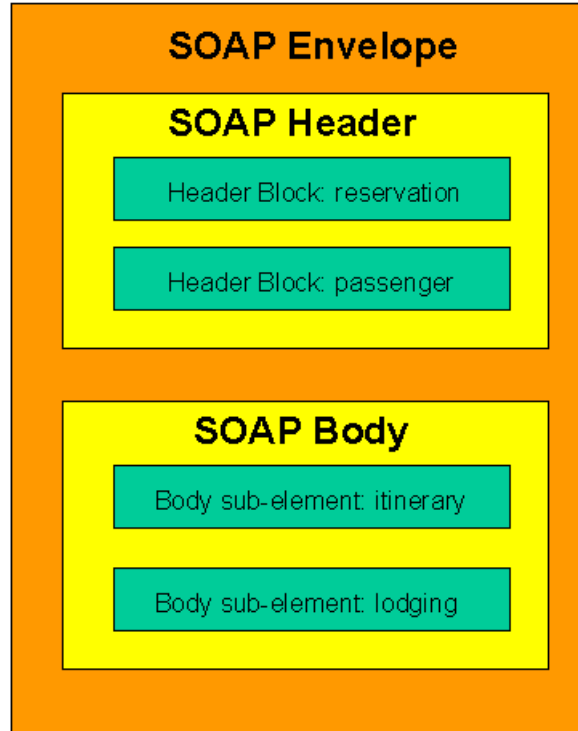 SOAP Envelope
SOAP Header
Header Block: reservation
Header Block: passenger
SOAP Body
Body sub-element: itinerary
Body sub-element: lodging